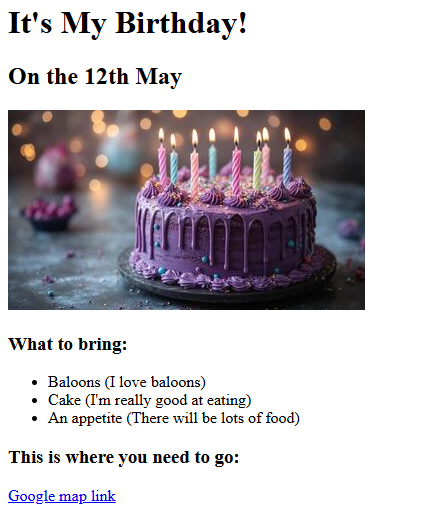 It's My Birthday!
On the 12th May
What to bring:
Baloons (I love baloons)
Cake (I'm really good at eating)
An appetite (There will be lots of food)
This is where you need to go:
Google map link